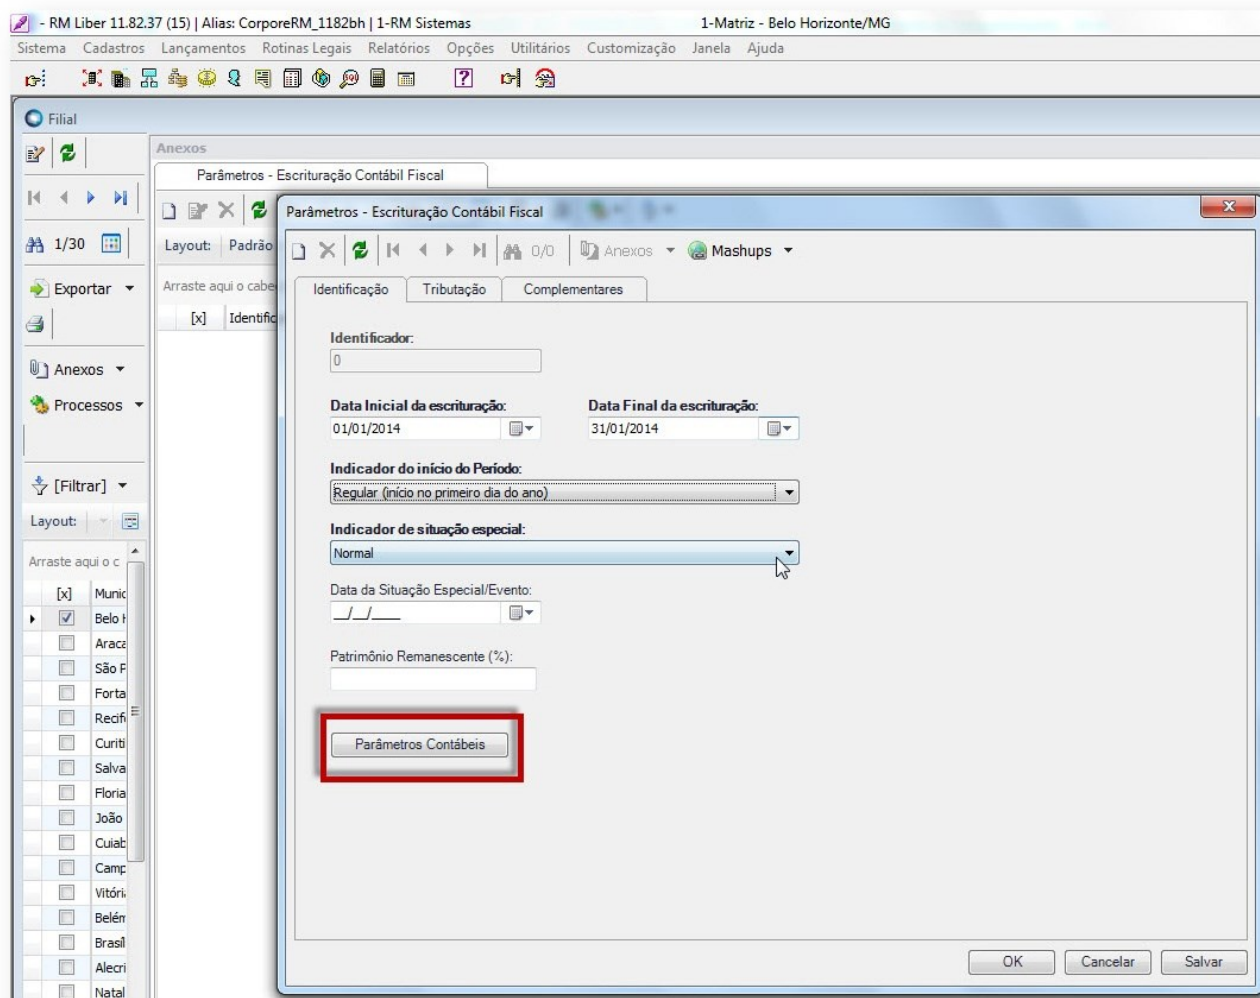 - RM Liber 11.82.37 (15) | Alias: CorporeRM_1182bh | 1-RM Sistemas 1-Matriz - Belo Horizonte/MG
Sistema Cadastros Lançamentos Rotinas Legais Relatórios Opções Utilitários Customização Janela Ajuda
Filial
Anexos
Parâmetros - Escrituração Contábil Fiscal
1/30
Layout: Padrão
Exportar
Arraste aqui o cabe
[x] Identific
Anexos
Processos
[Filtrar]
Layout:
Arraste aqui o c
[x] Munic
Belo H
Araca
São P
Forta
Recife
Curiti
Salva
Floria
João
Cuiab
Camp
Vitóri
Belém
Brasíl
Alecri
Natal
Parâmetros - Escrituração Contábil Fiscal
0/0 Anexos Mashups
Identificação Tributação Complementares
Identificador:
0
Data Inicial da escrituração: Data Final da escrituração:
01/01/2014 31/01/2014
Indicador do início do Período:
Regular (início no primeiro dia do ano)
Indicador de situação especial:
Normal
Data da Situação Especial/Evento:
__/__/____
Patrimônio Remanescente (%):
Parâmetros Contábeis
OK Cancelar Salvar